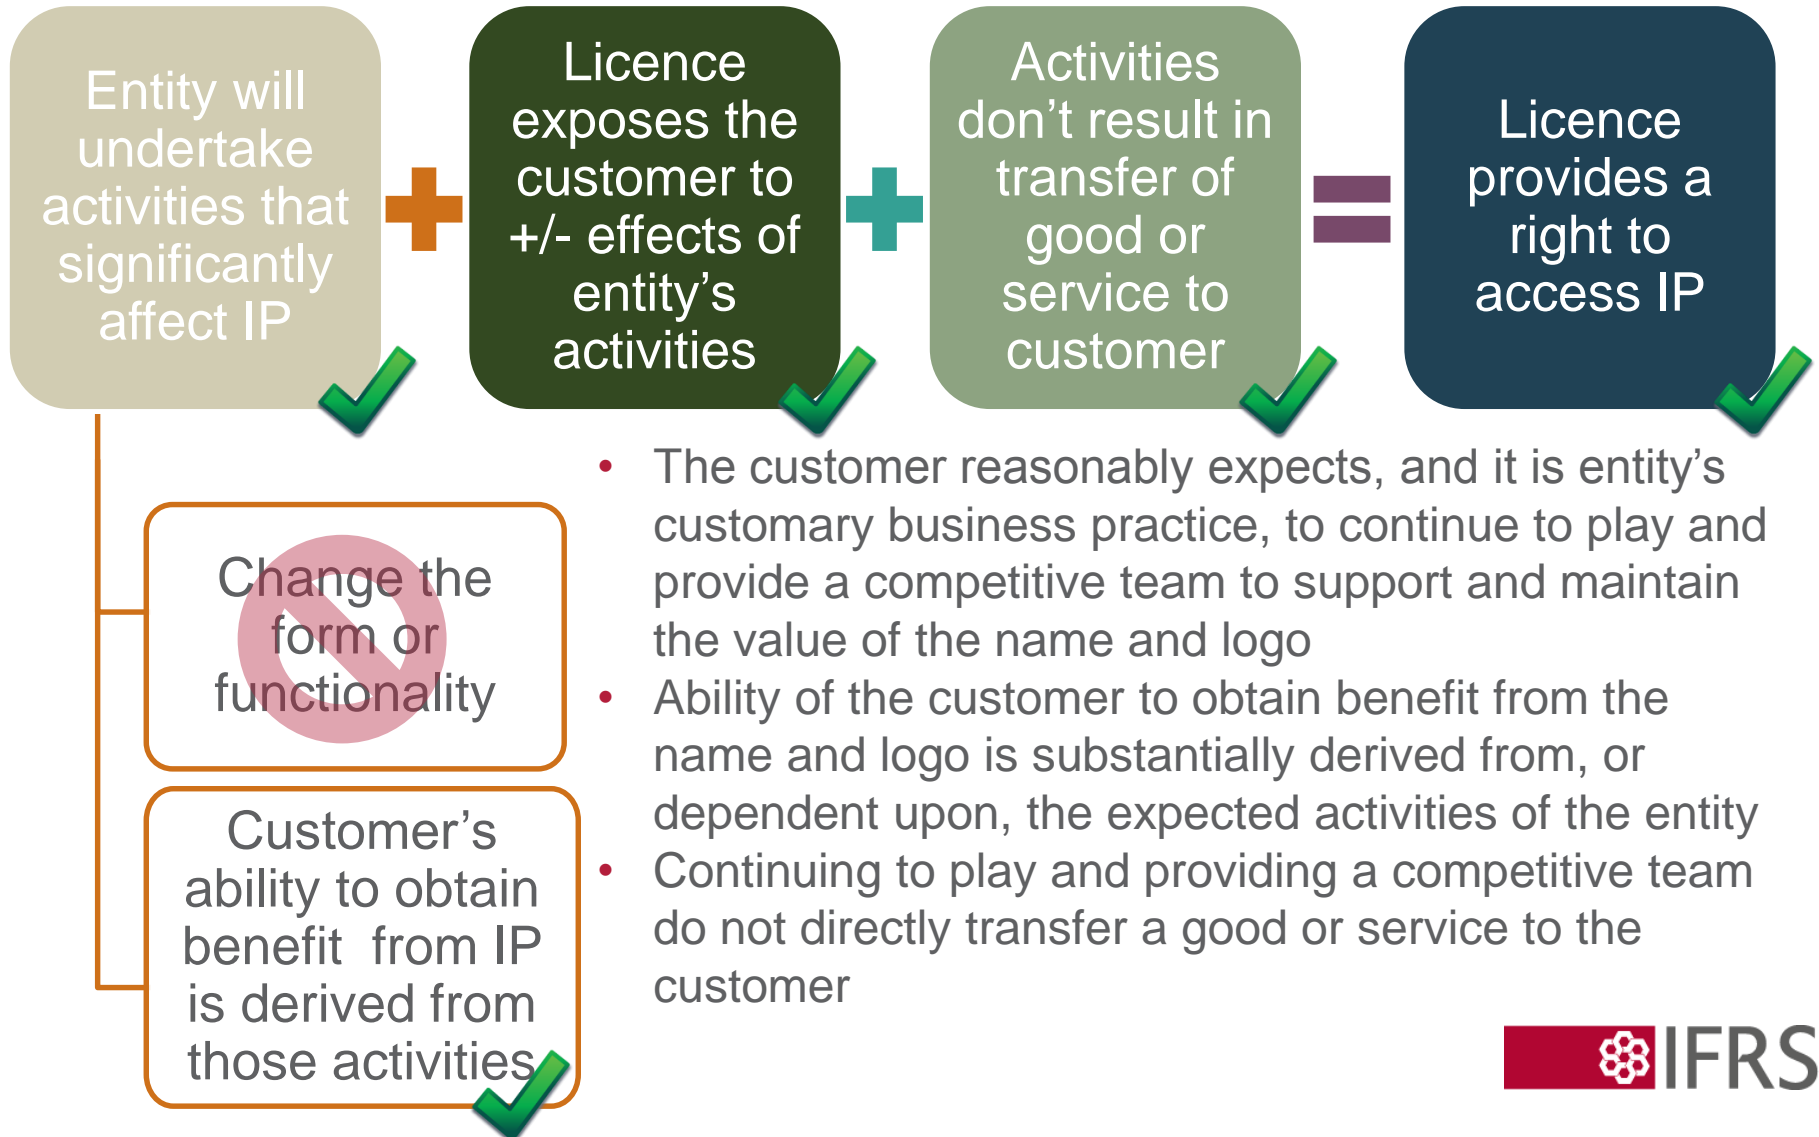 Entity will
undertake
activities that
significantly
affect IP
Licence
exposes the
customer to
+/- effects of
entity’s
activities
Activities
don’t result in
transfer of
good or
service to
customer
Licence
provides a
right to
access IP
Change the
form or
functionality
Customer’s
ability to obtain
benefit from IP
is derived from
those activities
• The customer reasonably expects, and it is entity’s
customary business practice, to continue to play and
provide a competitive team to support and maintain
the value of the name and logo
• Ability of the customer to obtain benefit from the
name and logo is substantially derived from, or
dependent upon, the expected activities of the entity
• Continuing to play and providing a competitive team
do not directly transfer a good or service to the
customer
IFRS